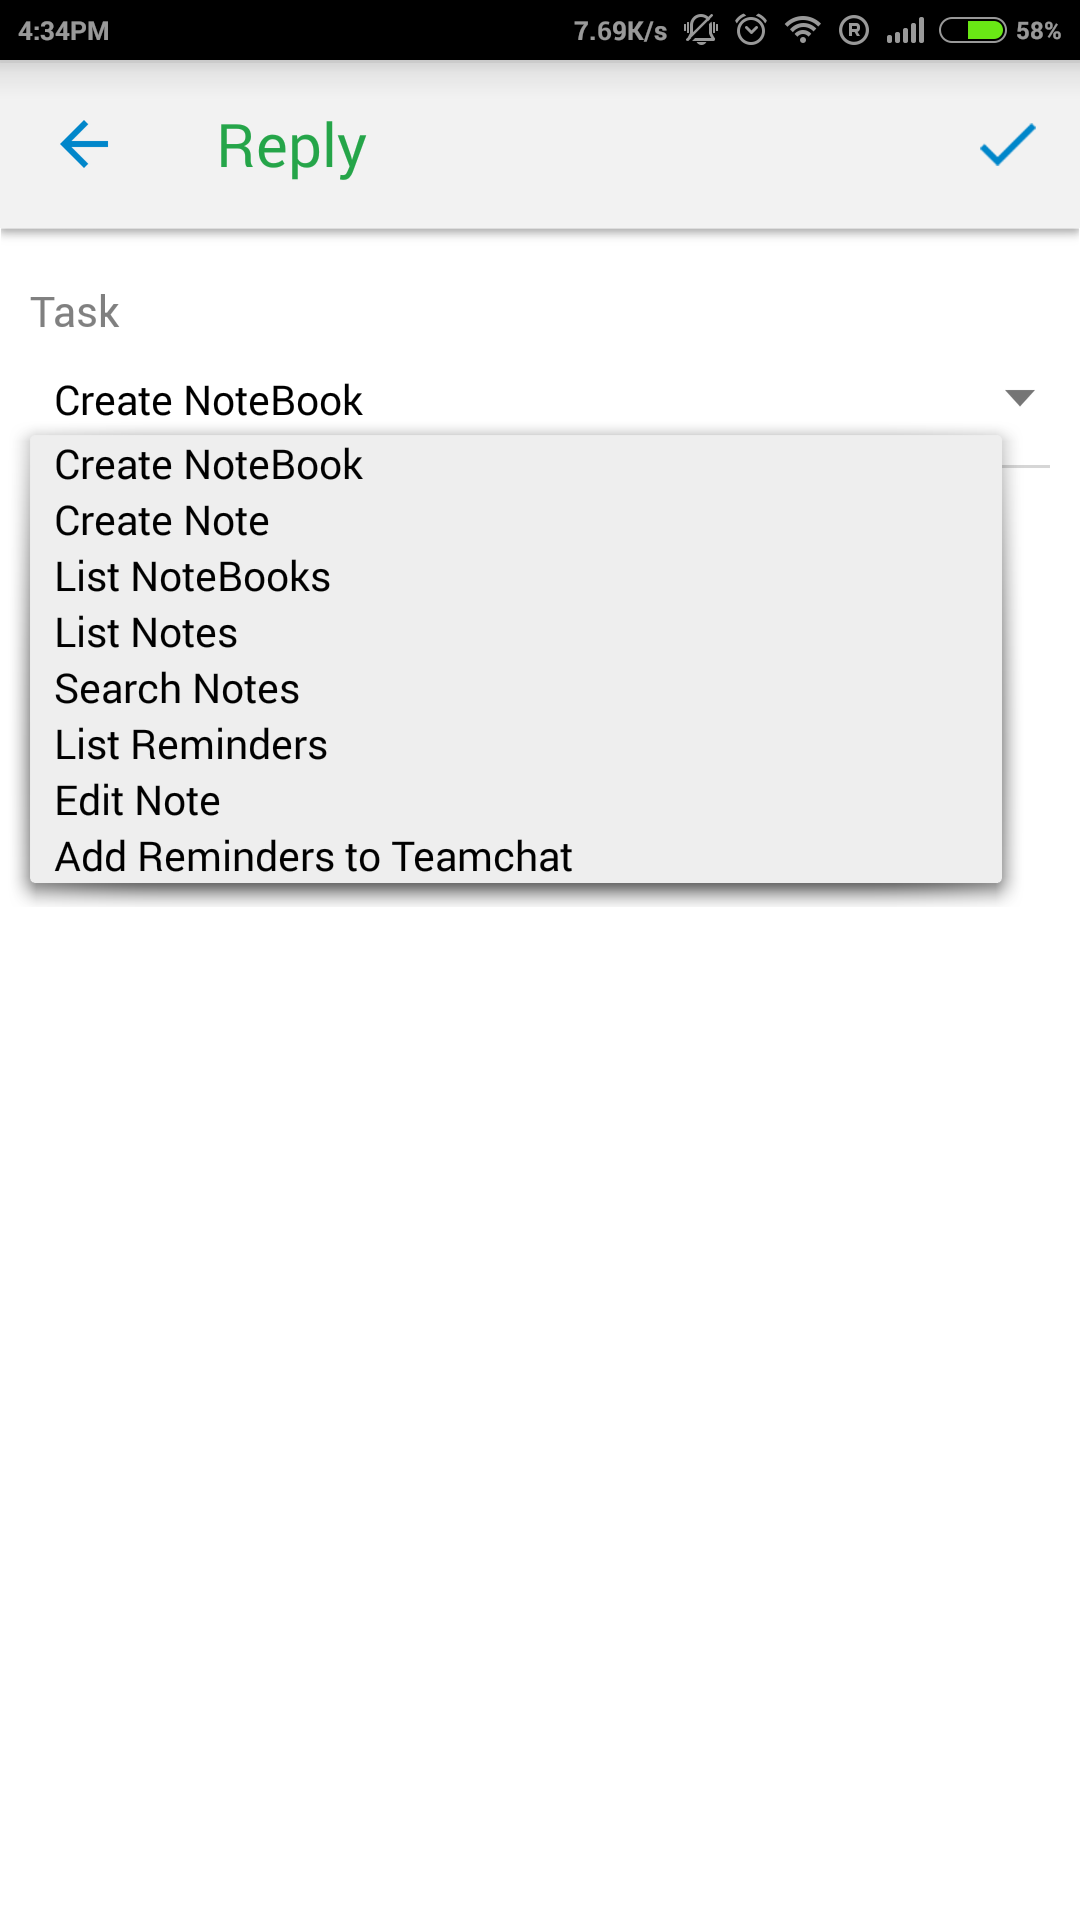 4:34PM 7.69K/s R 58%
Reply
Task
Create NoteBook
Create NoteBook
Create Note
List NoteBooks
List Notes
Search Notes
List Reminders
Edit Note
Add Reminders to Teamchat